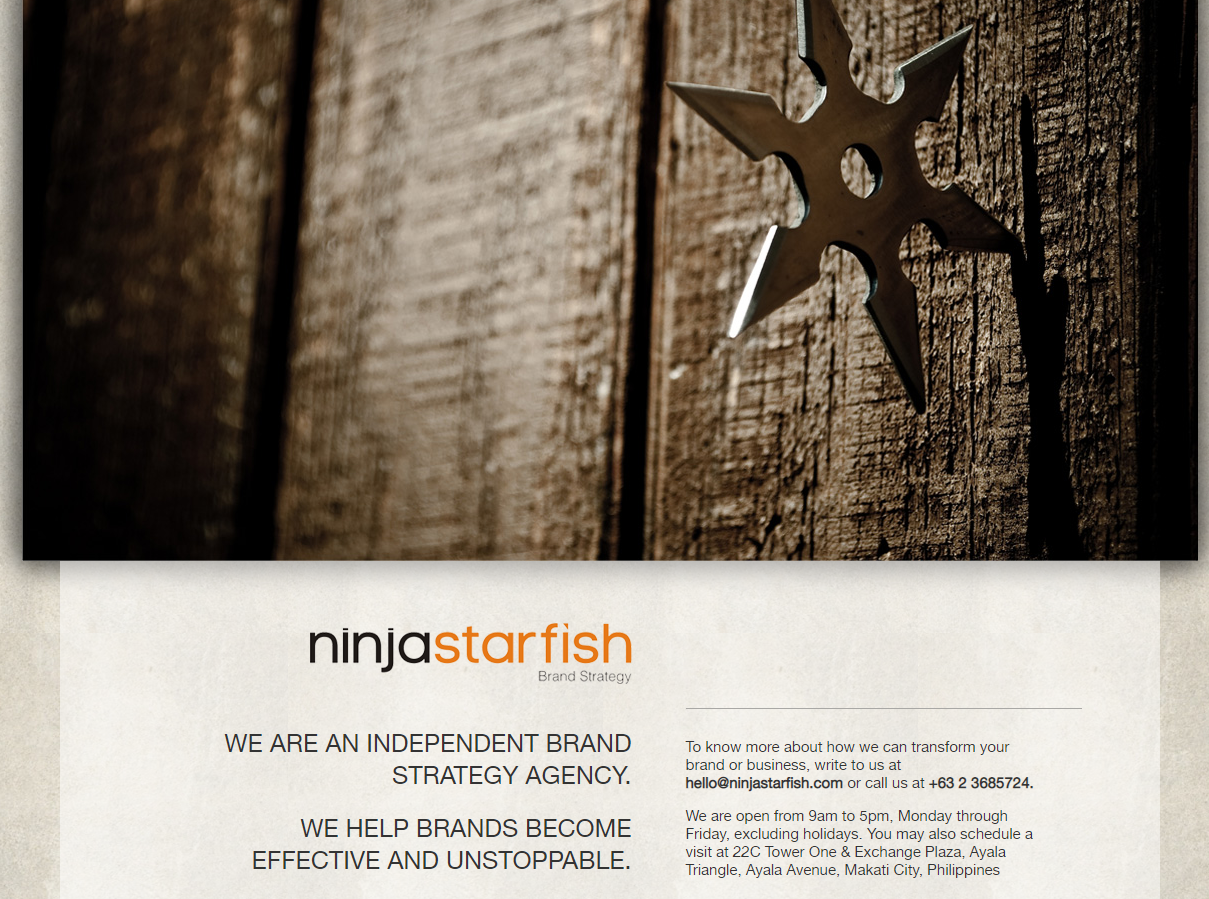 ninjastarfish
Brand Strategy
WE ARE AN INDEPENDENT BRAND
STRATEGY AGENCY.
WE HELP BRANDS BECOME
EFFECTIVE AND UNSTOPPABLE.
To know more about how we can transform your
brand or business, write to us at
hello@ninjastarfish.com or call us at +63 2 3685724.
We are open from 9am to 5pm, Monday through
Friday, excluding holidays. You may also schedule a
visit at 22C Tower One & Exchange Plaza, Ayala
Triangle, Ayala Avenue, Makati City, Philippines